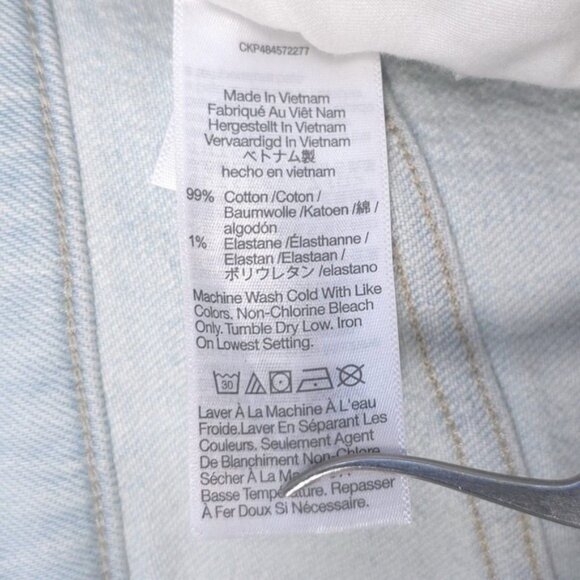 CKP484572277
Made In Vietnam
Fabriqué Au Viêt Nam
Hergestellt In Vietnam
Vervaardigd In Vietnam
ベトナム製
hecho en vietnam
99% Cotton /Coton /
Baumwolle /Katoen /綿 /
algodón
1% Elastane /Élasthanne /
Elastan /Elastaan /
ポリウレタン /elastano
Machine Wash Cold With Like
Colors. Non-Chlorine Bleach
Only. Tumble Dry Low. Iron
On Lowest Setting.
30
Laver À La Machine À L'eau
Froide.Laver En Séparant Les
Couleurs. Seulement Agent
De Blanchiment Non-Chlore.
Sécher À La
Basse Température. Repasser
À Fer Doux Si Nécessaire.